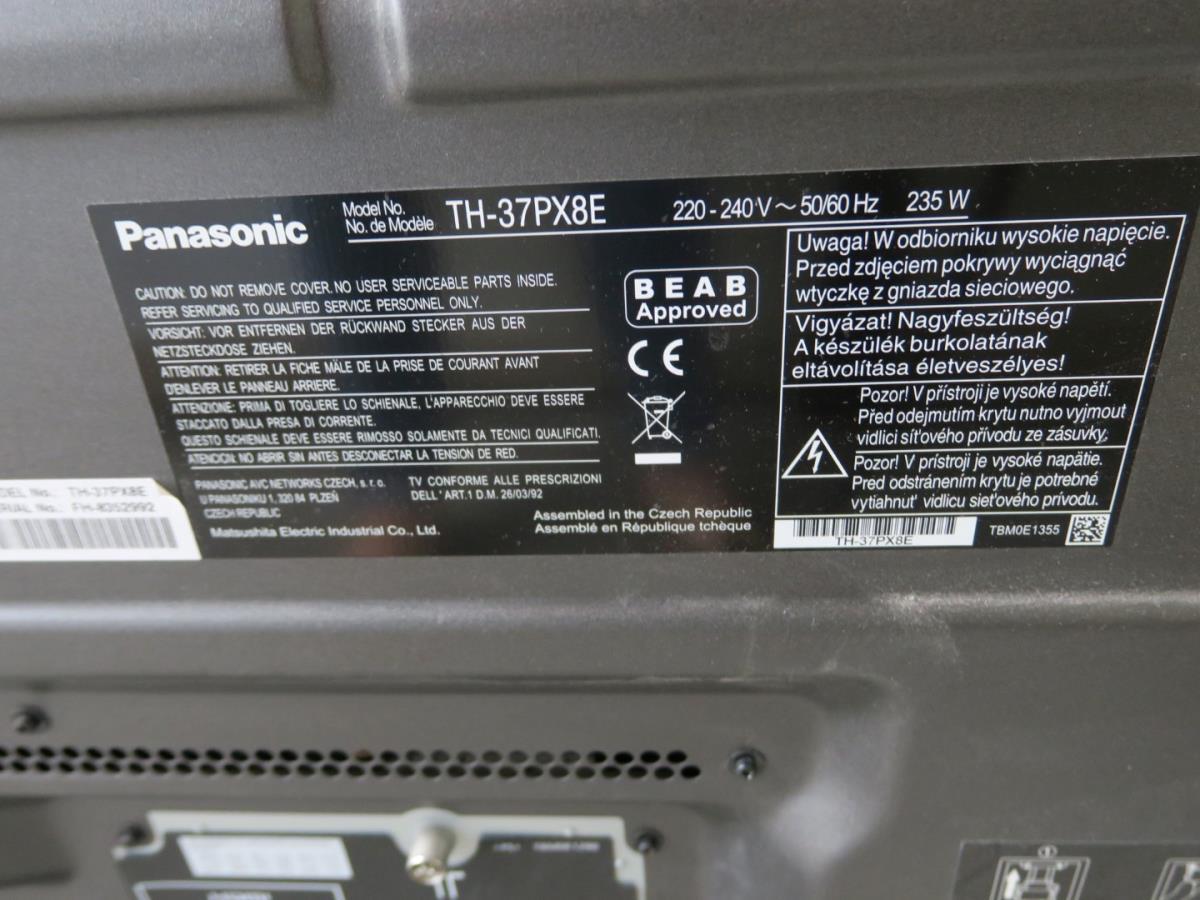 Panasonic
Model No.
No. de Modèle
TH-37PX8E
220 - 240 V ~ 50/60 Hz 235 W
CAUTION: DO NOT REMOVE COVER. NO USER SERVICEABLE PARTS INSIDE.
REFER SERVICING TO QUALIFIED SERVICE PERSONNEL ONLY.
VORSICHT: VOR ENTFERNEN DER RÜCKWAND STECKER AUS DER
NETZSTECKDOSE ZIEHEN.
ATTENTION: RETIRER LA FICHE MÂLE DE LA PRISE DE COURANT AVANT
D'ENLEVER LE PANNEAU ARRIERE.
ATTENZIONE: PRIMA DI TOGLIERE LO SCHIENALE, L'APPARECCHIO DEVE ESSERE
STACCATO DALLA PRESA DI CORRENTE.
QUESTO SCHIENALE DEVE ESSERE RIMOSSO SOLAMENTE DA TECNICI QUALIFICATI.
ATENCION: NO ABRIR SIN ANTES DESCONECTAR LA TENSION DE RED.
PANASONIC AVC NETWORKS CZECH, s. r. o.
U PANASONIKU 1, 320 84 PLZEŇ
CZECH REPUBLIC
TV CONFORME ALLE PRESCRIZIONI
DELL' ART.1 D.M. 26/03/92
Matsushita Electric Industrial Co., Ltd.
Assembled in the Czech Republic
Assemblé en République tchèque
BEAB
Approved
CE
Uwaga! W odbiorniku wysokie napięcie.
Przed zdjęciem pokrywy wyciągnąć
wtyczkę z gniazda sieciowego.
Vigyázat! Nagyfeszültség!
A készülék burkolatának
eltávolítása életveszélyes!
Pozor! V přístroji je vysoké napětí.
Před odejmutím krytu nutno vyjmout
vidlici síťového přívodu ze zásuvky.
Pozor! V prístroji je vysoké napätie.
Pred odstránením krytu je potrebné
vytiahnuť vidlicu sieťového prívodu.
TH-37PX8E
TBM0E1355
No. TH-37PX8E
No. FH-8352992